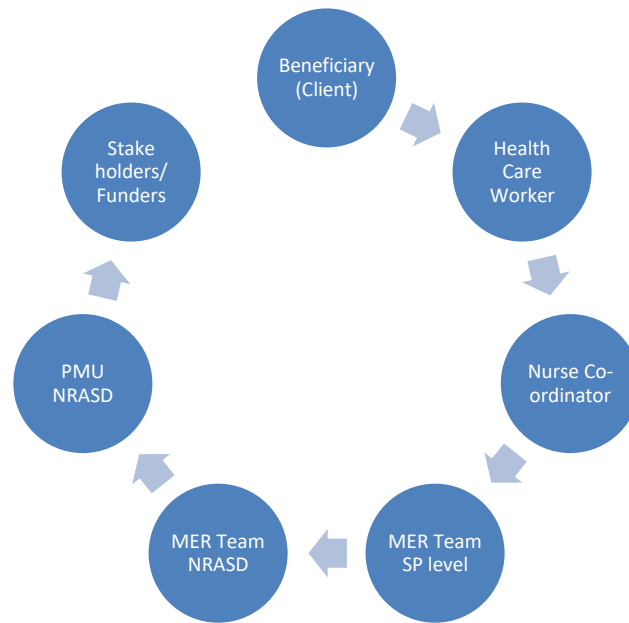 Beneficiary
(Client)
Health
Care
Worker
Nurse Co-
ordinator
MER Team
SP level
MER Team
NRASD
PMU
NRASD
Stake
holders/
Funders